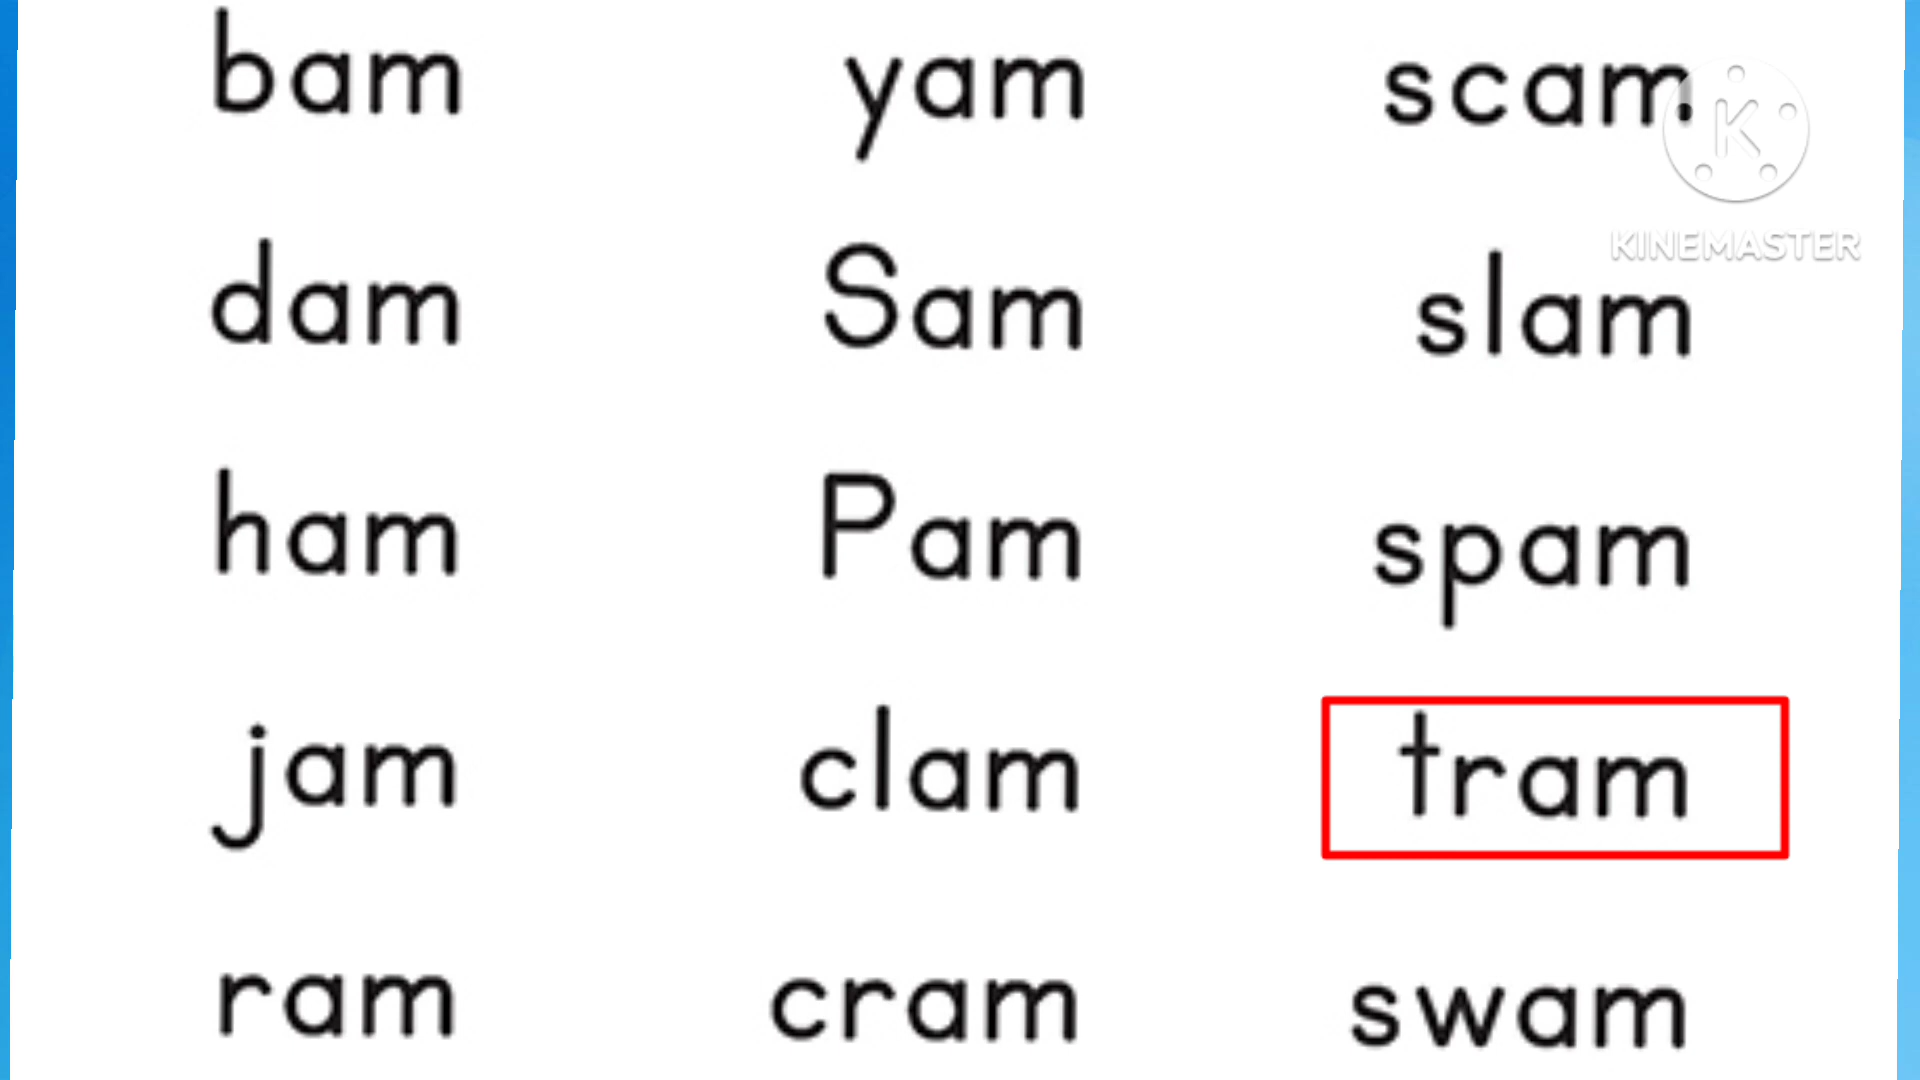 bam yam scam
K
KINEMASTER
dam Sam slam
ham Pam spam
jam clam tram
ram cram swam